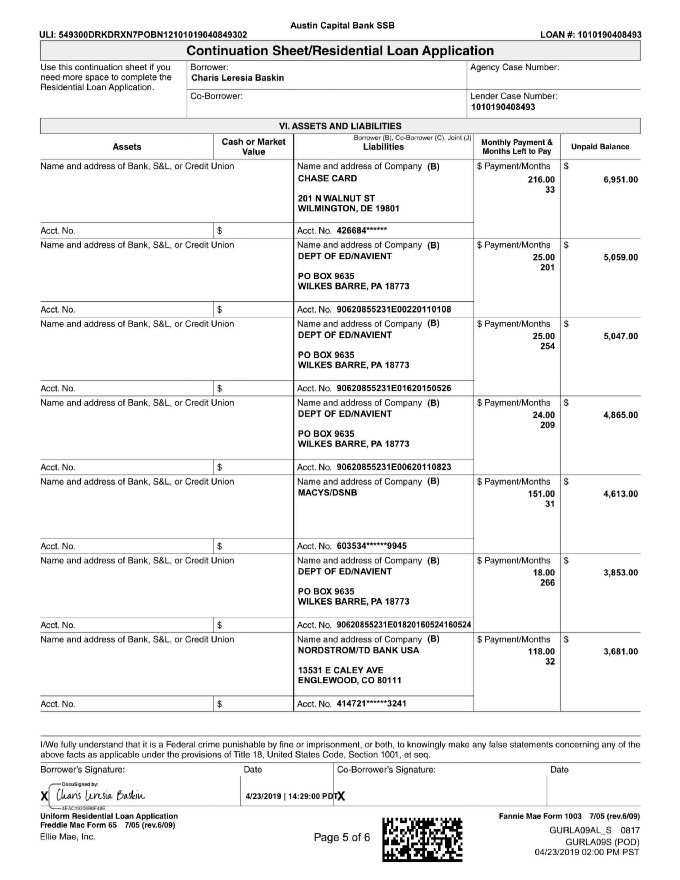 Austin Capital Bank SSB
ULI: 549300DRKDRXN7POBN12101019040849302 LOAN #: 1010190408493
Continuation Sheet/Residential Loan Application
Use this continuation sheet if you need more space to complete the Residential Loan Application.
Borrower:
Charis Leresia Baskin
Agency Case Number:
Co-Borrower:
Lender Case Number:
1010190408493
VI. ASSETS AND LIABILITIES
Assets
Cash or Market Value
Borrower (B), Co-Borrower (C), Joint (J)
Liabilities
Monthly Payment & Months Left to Pay
Unpaid Balance
Name and address of Bank, S&L, or Credit Union Name and address of Company (B) $ Payment/Months $
CHASE CARD 216.00 6,951.00
33
201 N WALNUT ST
WILMINGTON, DE 19801
Acct. No. $ Acct. No. 426684******
Name and address of Bank, S&L, or Credit Union Name and address of Company (B) $ Payment/Months $
DEPT OF ED/NAVIENT 25.00 5,059.00
201
PO BOX 9635
WILKES BARRE, PA 18773
Acct. No. $ Acct. No. 90620855231E00220110108
Name and address of Bank, S&L, or Credit Union Name and address of Company (B) $ Payment/Months $
DEPT OF ED/NAVIENT 25.00 5,047.00
254
PO BOX 9635
WILKES BARRE, PA 18773
Acct. No. $ Acct. No. 90620855231E01620150526
Name and address of Bank, S&L, or Credit Union Name and address of Company (B) $ Payment/Months $
DEPT OF ED/NAVIENT 24.00 4,865.00
209
PO BOX 9635
WILKES BARRE, PA 18773
Acct. No. $ Acct. No. 90620855231E00620110823
Name and address of Bank, S&L, or Credit Union Name and address of Company (B) $ Payment/Months $
MACYS/DSNB 151.00 4,613.00
31
Acct. No. $ Acct. No. 603534******9945
Name and address of Bank, S&L, or Credit Union Name and address of Company (B) $ Payment/Months $
DEPT OF ED/NAVIENT 18.00 3,853.00
266
PO BOX 9635
WILKES BARRE, PA 18773
Acct. No. $ Acct. No. 90620855231E01820160524160524
Name and address of Bank, S&L, or Credit Union Name and address of Company (B) $ Payment/Months $
NORDSTROM/TD BANK USA 118.00 3,681.00
32
13531 E CALEY AVE
ENGLEWOOD, CO 80111
Acct. No. $ Acct. No. 414721******3241
I/We fully understand that it is a Federal crime punishable by fine or imprisonment, or both, to knowingly make any false statements concerning any of the
above facts as applicable under the provisions of Title 18, United States Code, Section 1001, et seq.
Borrower's Signature: Date Co-Borrower's Signature: Date
DocuSigned by:
X Charis Leresia Baskin 4/23/2019 | 14:29:00 PDT X
Uniform Residential Loan Application
Freddie Mac Form 65 7/05 (rev.6/09)
Ellie Mae, Inc.
Page 5 of 6
Fannie Mae Form 1003 7/05 (rev.6/09)
GURLA09AL_S 0817
GURLA09S (POD)
04/23/2019 02:00 PM PST